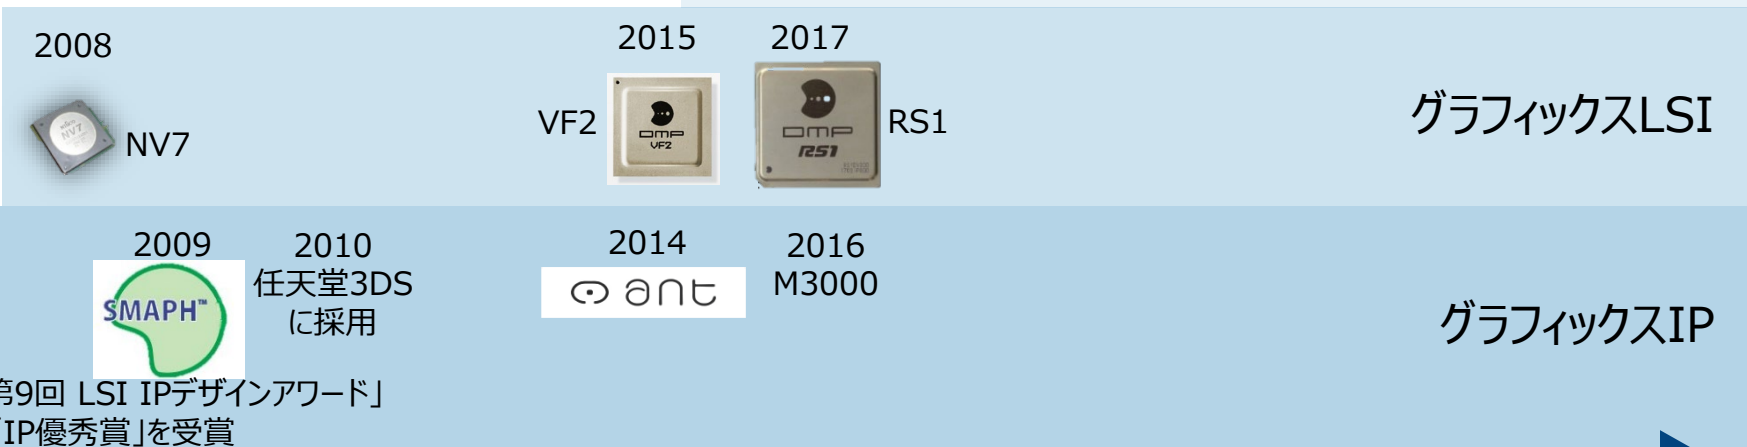 2008
2015
2017
NV7
VF2
DMP
VF2
DMP
RS1
RS1
グラフィックスLSI
2009
2010
任天堂3DS
に採用
2014
2016
M3000
SMAPH™
ant
グラフィックスIP
第9回 LSI IPデザインアワード」
「IP優秀賞」を受賞